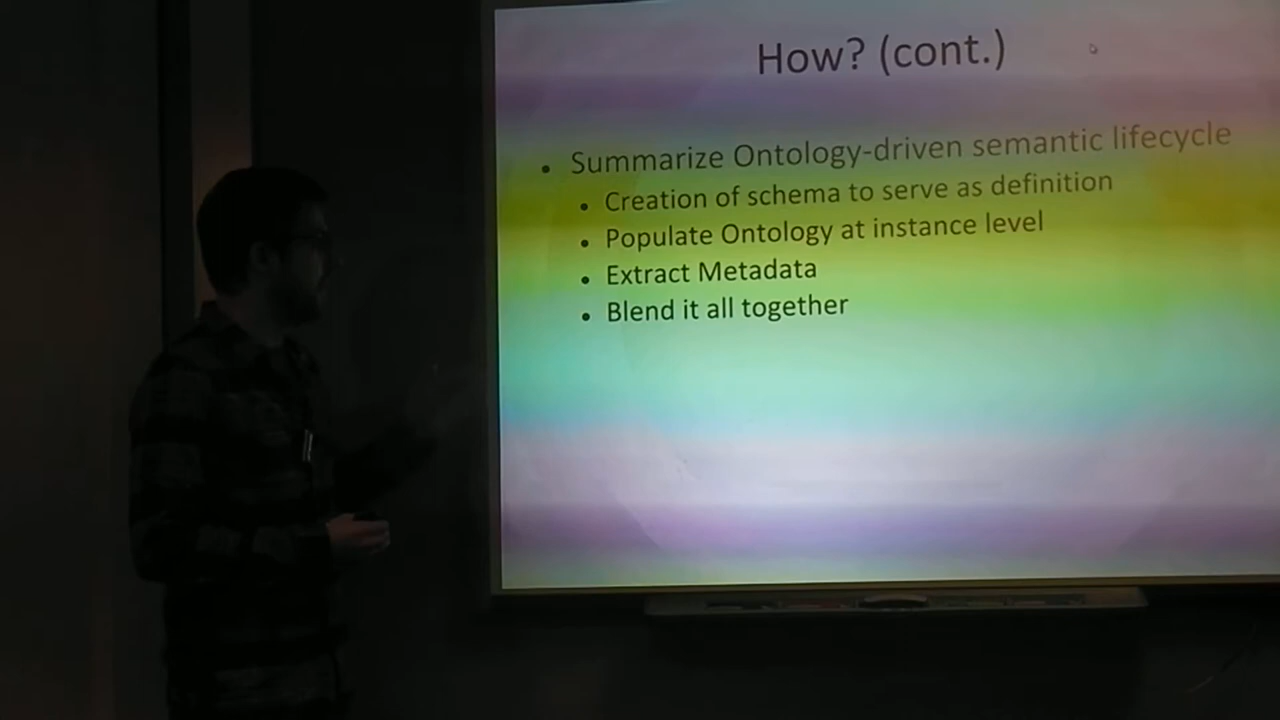 How? (cont.)
• Summarize Ontology-driven semantic lifecycle
• Creation of schema to serve as definition
• Populate Ontology at instance level
• Extract Metadata
• Blend it all together